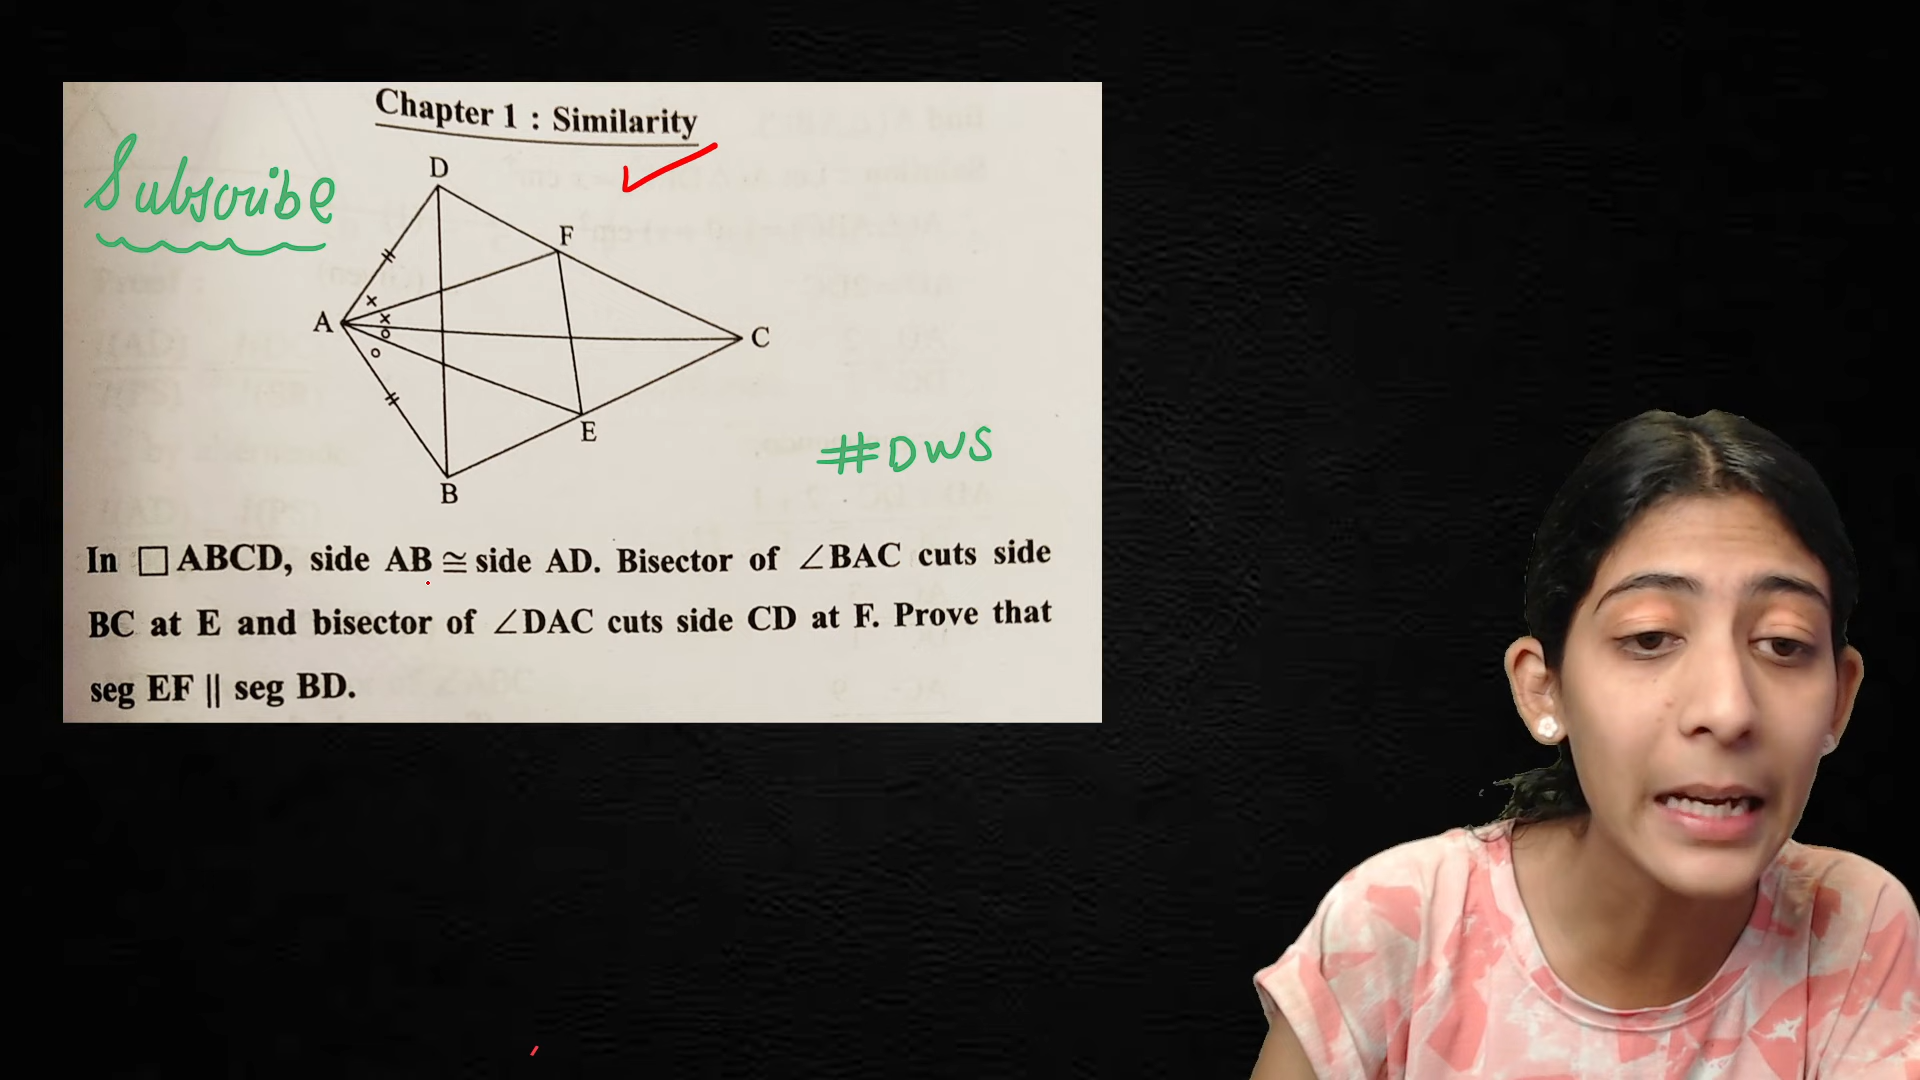 Chapter 1 : Similarity
Subscribe
D
F
A
C
E
B
#DWS
In □ ABCD, side AB ≅ side AD. Bisector of ∠BAC cuts side
BC at E and bisector of ∠DAC cuts side CD at F. Prove that
seg EF || seg BD.